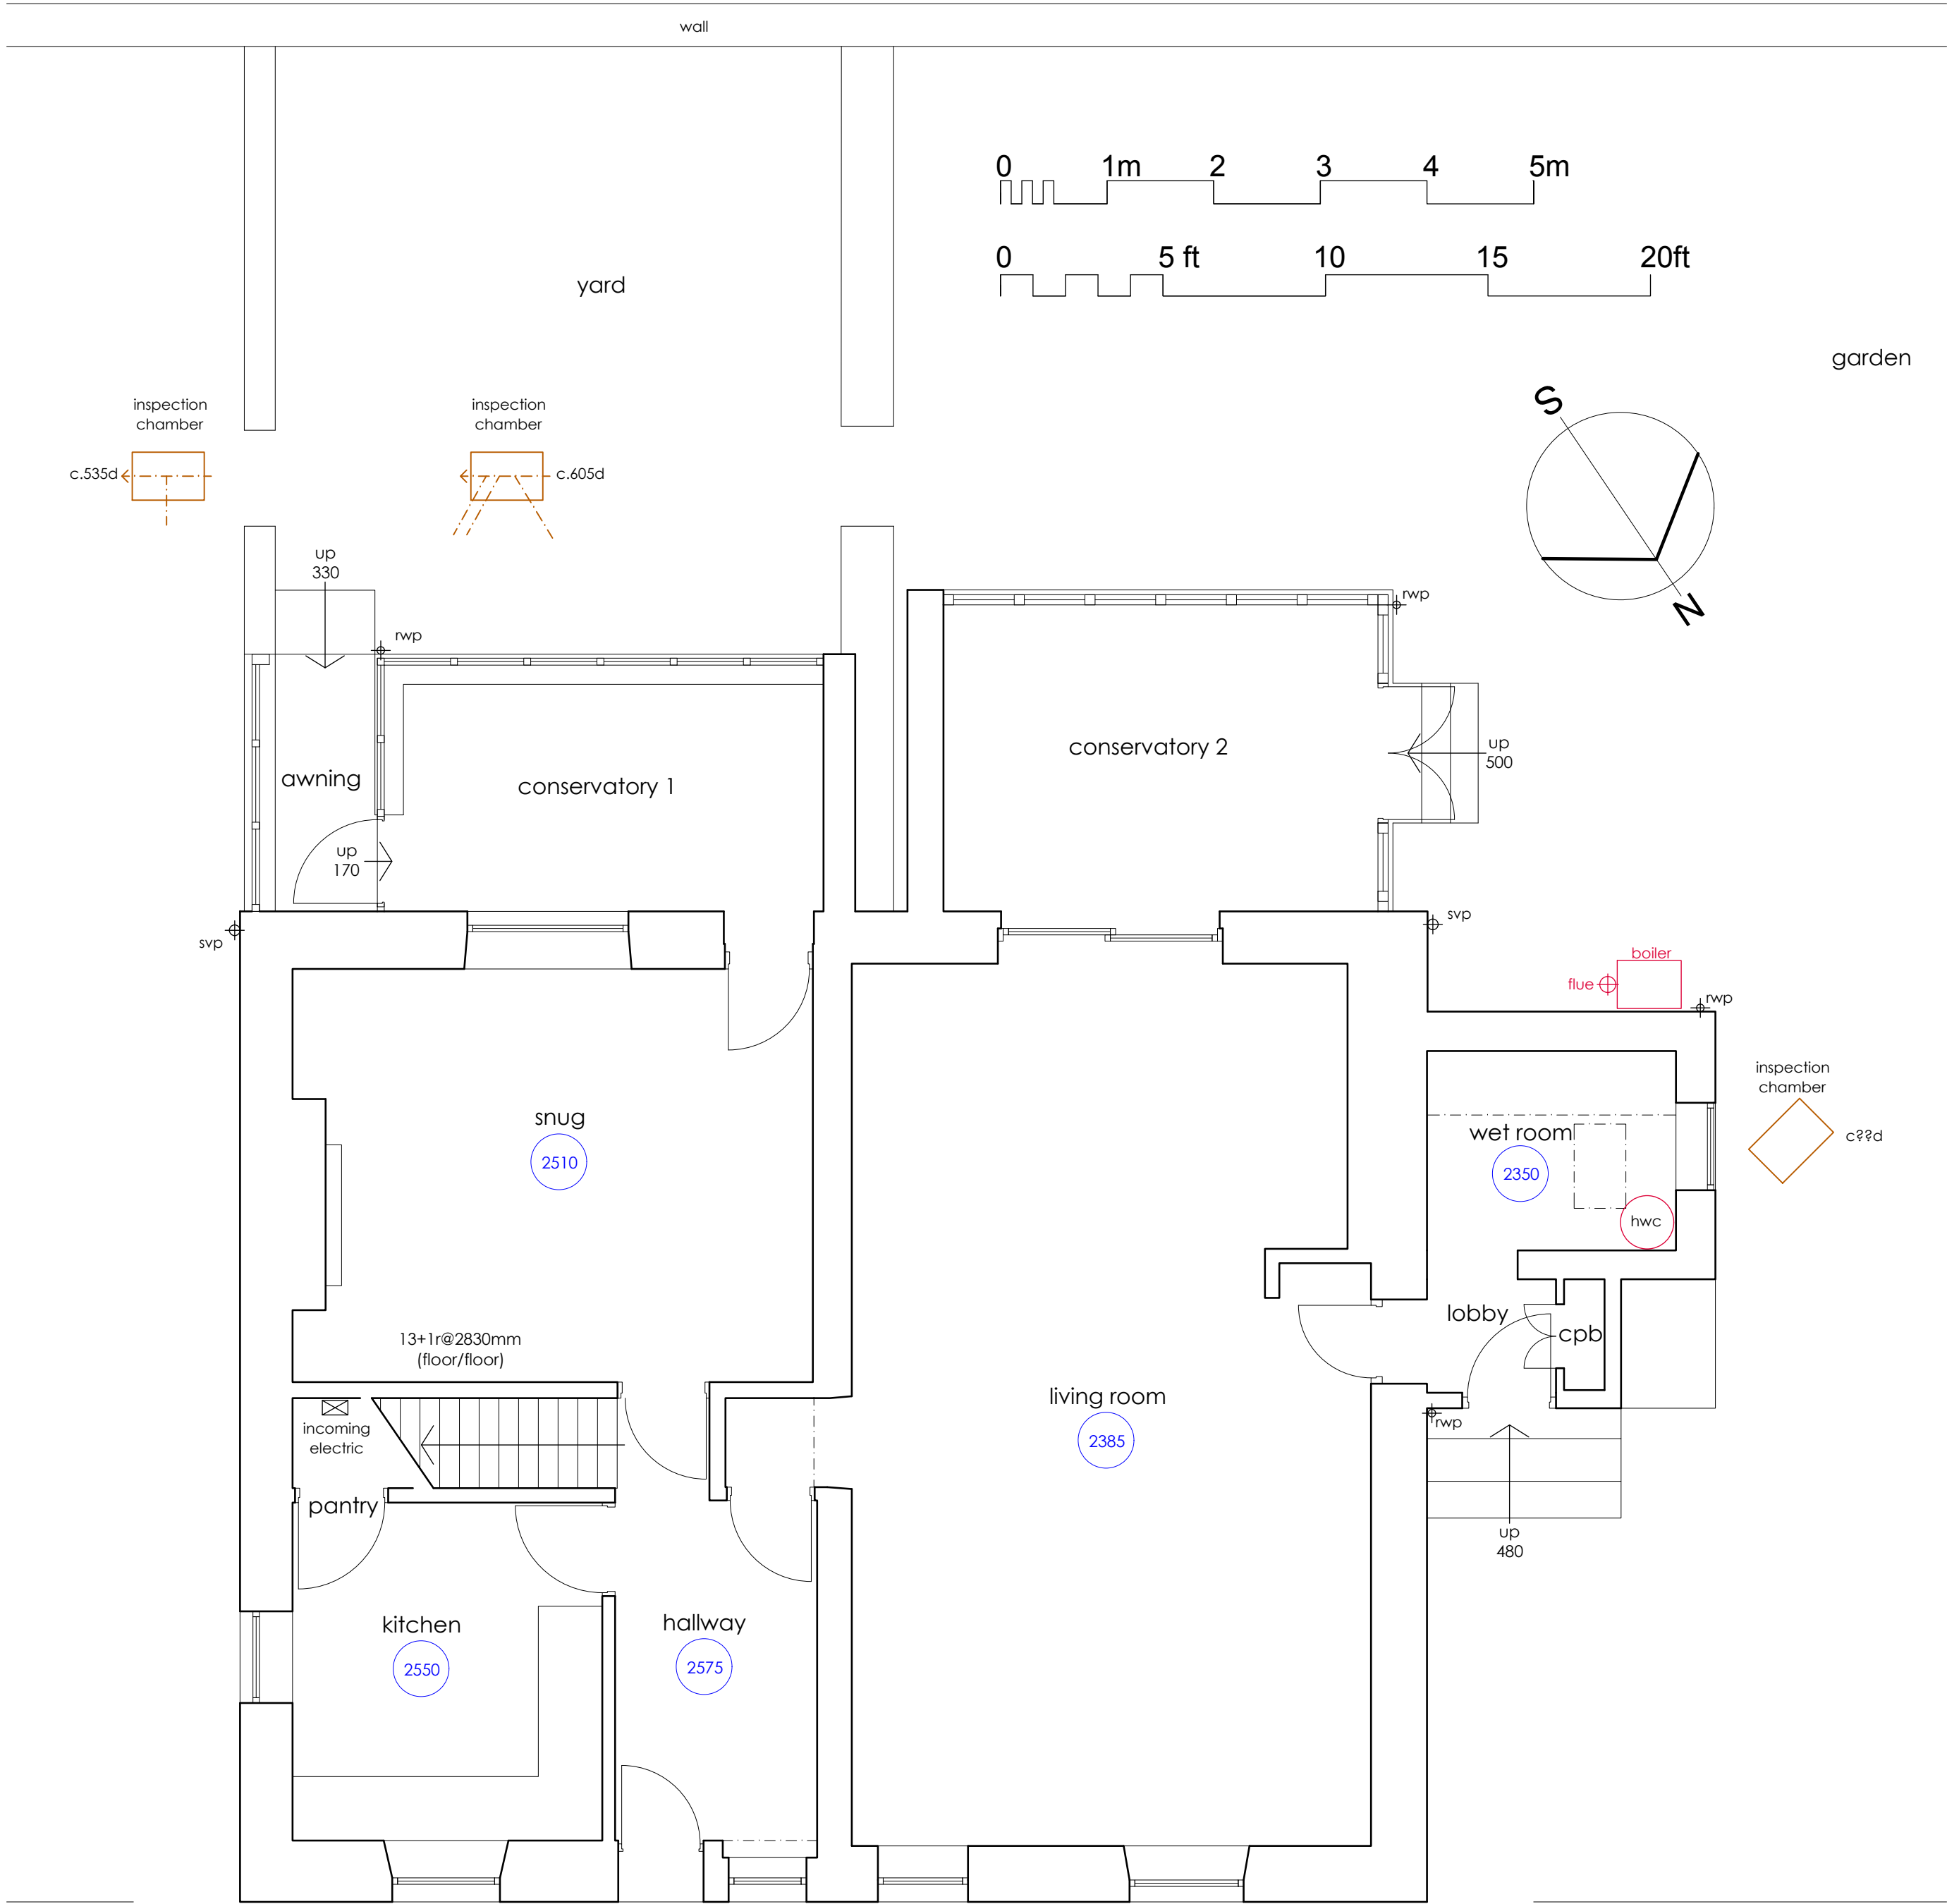 wall
0 1m 2 3 4 5m
0 5 ft 10 15 20ft
yard
garden
S
N
inspection
chamber
c.535d
inspection
chamber
c.605d
up
330
rwp
rwp
awning
conservatory 1
conservatory 2
up
500
up
170
svp
svp
boiler
flue
rwp
inspection
chamber
c??d
snug
2510
wet room
2350
hwc
13+1r@2830mm
(floor/floor)
lobby
cpb
living room
2385
incoming
electric
rwp
pantry
up
480
kitchen
2550
hallway
2575